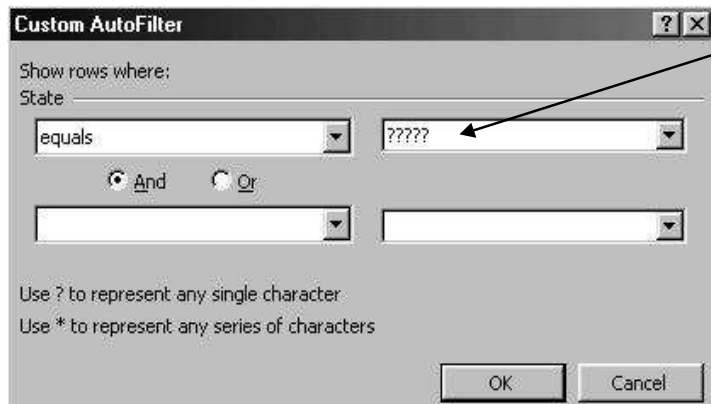 Custom AutoFilter
Show rows where:
State
equals ?????
And Or
Use ? to represent any single character
Use * to represent any series of characters
OK Cancel